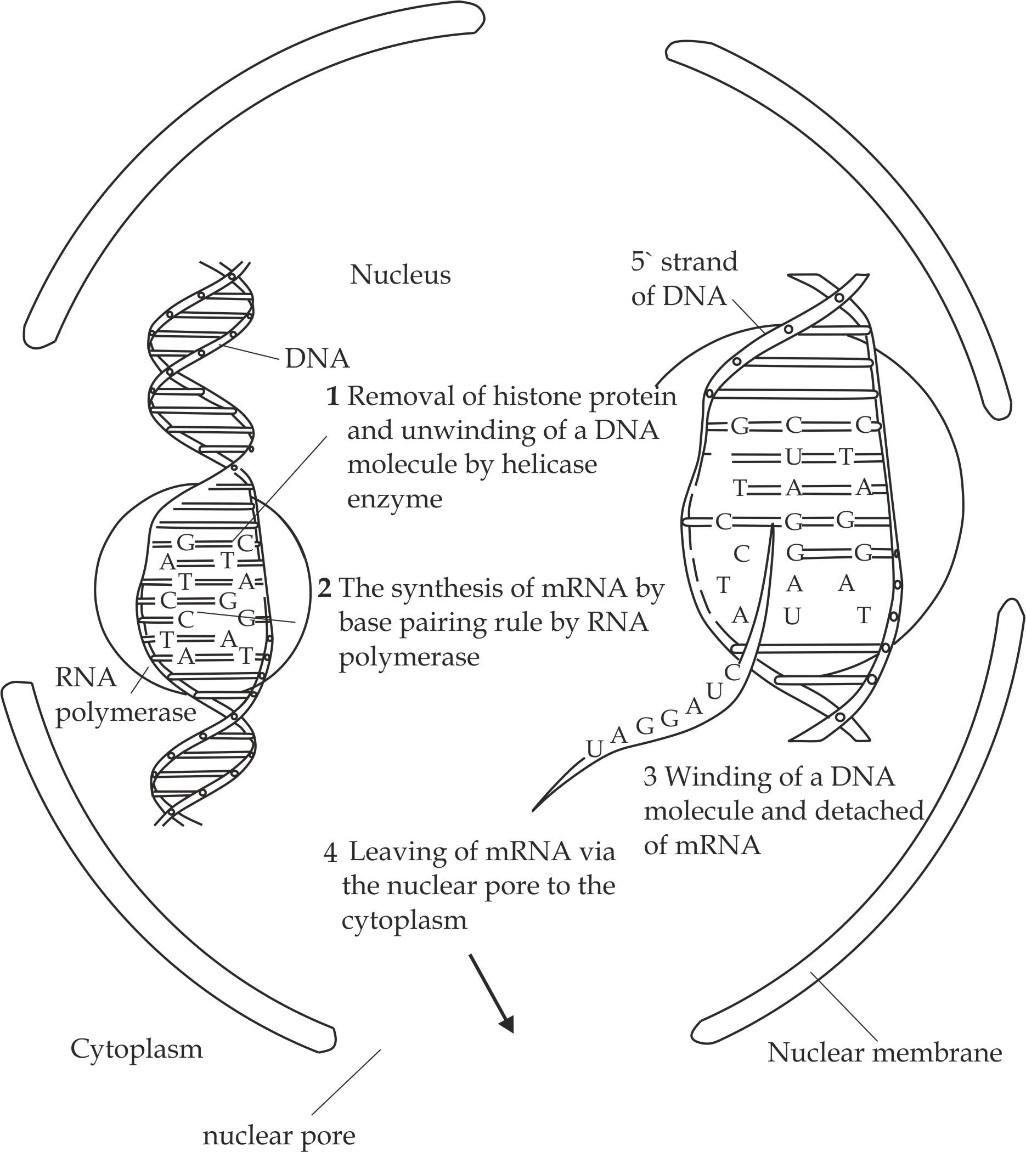 Nucleus
DNA
1 Removal of histone protein
and unwinding of a DNA
molecule by helicase
enzyme
G C
A T
T A
C G
C G
T A
A T
2 The synthesis of mRNA by
base pairing rule by RNA
polymerase
RNA
polymerase
5` strand
of DNA
G C C
U T
T A A
C G G
C G G
T A A
A U T
C
U
A
G
G
A
U
3 Winding of a DNA
molecule and detached
of mRNA
4 Leaving of mRNA via
the nuclear pore to the
cytoplasm
Cytoplasm
nuclear pore
Nuclear membrane